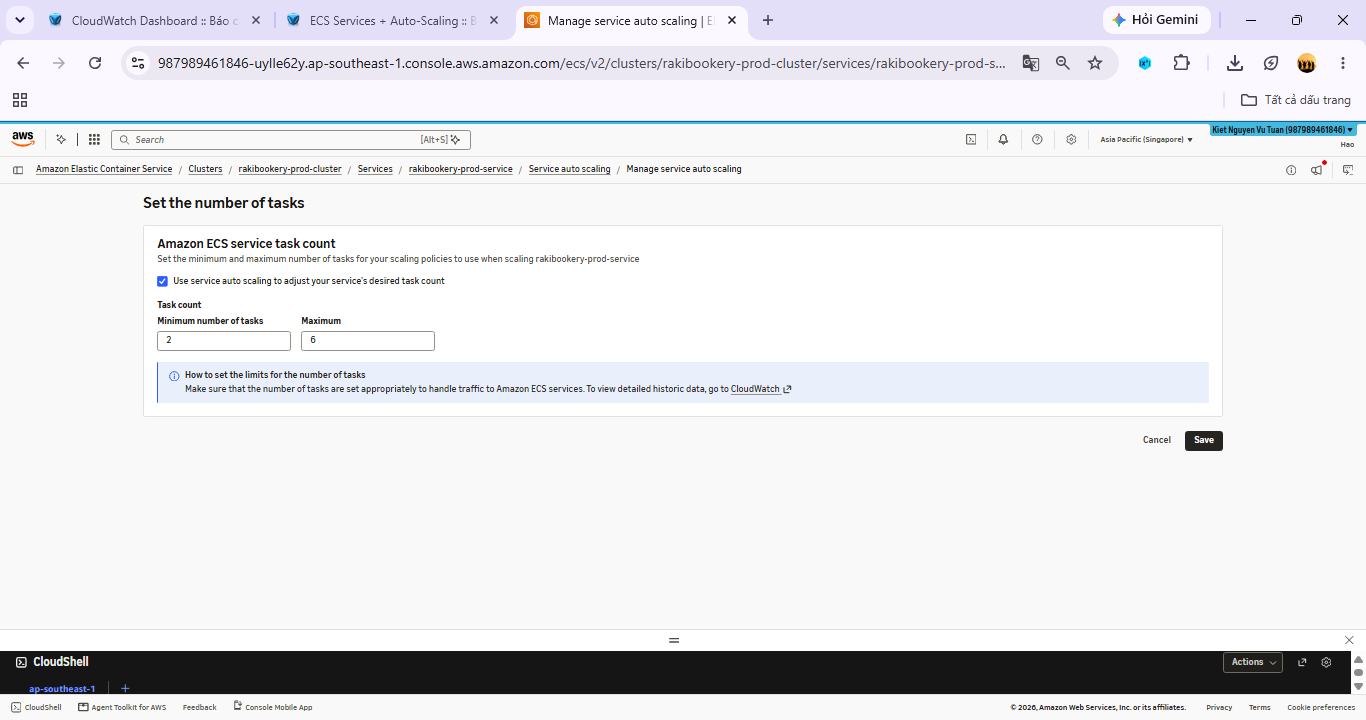 CloudWatch Dashboard :: Báo c
ECS Services + Auto-Scaling :: B
Manage service auto scaling | E
Hỏi Gemini
987989461846-uylle62y.ap-southeast-1.console.aws.amazon.com/ecs/v2/clusters/rakibookery-prod-cluster/services/rakibookery-prod-s...
Tất cả dấu trang
aws
Search
[Alt+S]
Asia Pacific (Singapore)
Kiet Nguyen Vu Tuan (987989461846)
Hao
Amazon Elastic Container Service / Clusters / rakibookery-prod-cluster / Services / rakibookery-prod-service / Service auto scaling / Manage service auto scaling
Set the number of tasks
Amazon ECS service task count
Set the minimum and maximum number of tasks for your scaling policies to use when scaling rakibookery-prod-service
Use service auto scaling to adjust your service's desired task count
Task count
Minimum number of tasks
Maximum
2
6
How to set the limits for the number of tasks
Make sure that the number of tasks are set appropriately to handle traffic to Amazon ECS services. To view detailed historic data, go to CloudWatch
Cancel
Save
CloudShell
Actions
ap-southeast-1
CloudShell
Agent Toolkit for AWS
Feedback
Console Mobile App
© 2026, Amazon Web Services, Inc. or its affiliates.
Privacy
Terms
Cookie preferences